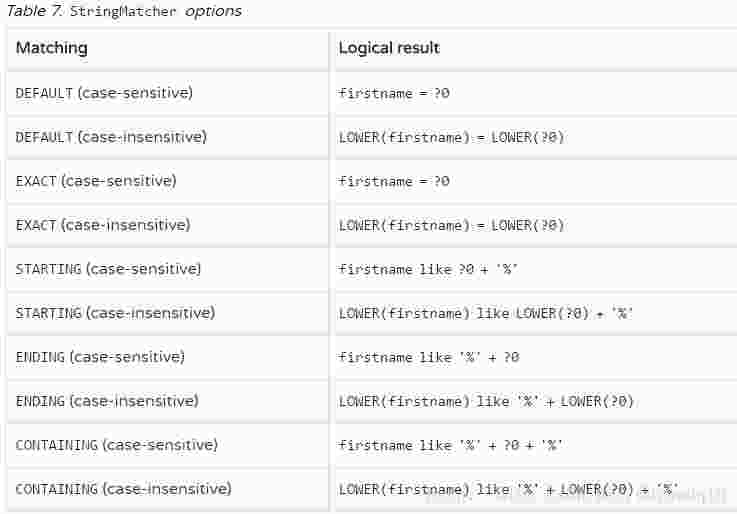 Table 7. StringMatcher options
Matching Logical result
DEFAULT (case-sensitive) firstname = ?0
DEFAULT (case-insensitive) LOWER(firstname) = LOWER(?0)
EXACT (case-sensitive) firstname = ?0
EXACT (case-insensitive) LOWER(firstname) = LOWER(?0)
STARTING (case-sensitive) firstname like ?0 + '%'
STARTING (case-insensitive) LOWER(firstname) like LOWER(?0) + '%'
ENDING (case-sensitive) firstname like '%' + ?0
ENDING (case-insensitive) LOWER(firstname) like '%' + LOWER(?0)
CONTAINING (case-sensitive) firstname like '%' + ?0 + '%'
CONTAINING (case-insensitive) LOWER(firstname) like '%' + LOWER(?0) + '%'